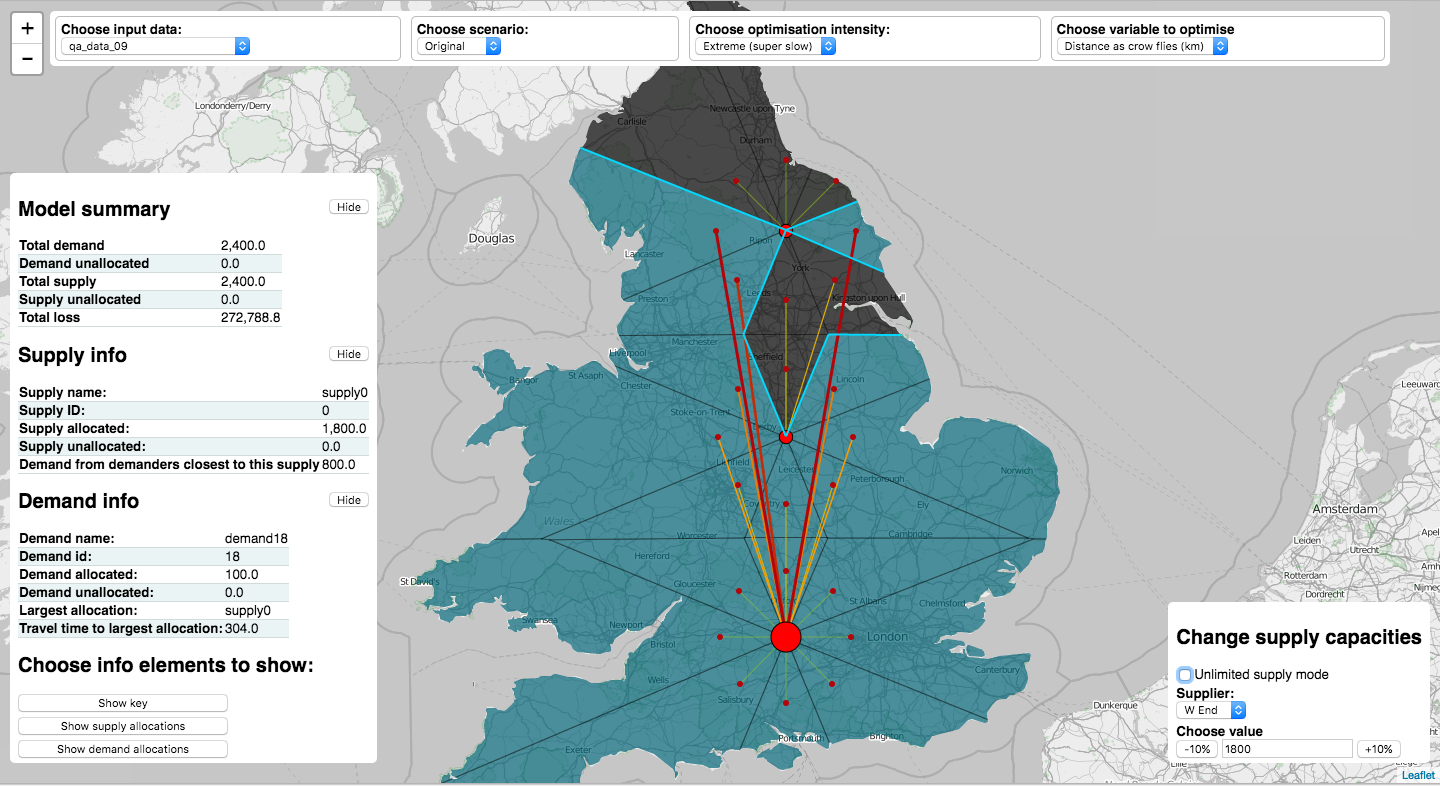 +
−
Choose input data:
qa_data_09
Choose scenario:
Original
Choose optimisation intensity:
Extreme (super slow)
Choose variable to optimise
Distance as crow flies (km)
Model summary
Hide
Total demand 2,400.0
Demand unallocated 0.0
Total supply 2,400.0
Supply unallocated 0.0
Total loss 272,788.8
Supply info
Hide
Supply name: supply0
Supply ID: 0
Supply allocated: 1,800.0
Supply unallocated: 0.0
Demand from demanders closest to this supply 800.0
Demand info
Hide
Demand name: demand18
Demand id: 18
Demand allocated: 100.0
Demand unallocated: 0.0
Largest allocation: supply0
Travel time to largest allocation: 304.0
Choose info elements to show:
Show key
Show supply allocations
Show demand allocations
Londonderry/Derry
Newcastle upon Tyne
Carlisle
Durham
Douglas
Ripon
Lancaster
York
Leeds
Kingston upon Hull
Preston
Manchester
Liverpool
Sheffield
St Asaph
Bangor
Chester
Lincoln
Stoke-on-Trent
Derby
Lichfield
Leicester
Norwich
Peterborough
Coventry
Ely
Wales
Worcester
Cambridge
Hereford
St David's
Gloucester
St Albans
Chelmsford
Swansea
Newport
London
Bristol
Canterbury
Wells
Salisbury
Portsmouth
Brighton
Exeter
Leeuward
Amsterdam
Leiden
Apel
Utrecht
Arnh
Rotterdam
Nijme
Dordrecht
Dunkerque
Lille
Change supply capacities
Unlimited supply mode
Supplier:
W End
Choose value
-10%
1800
+10%
Leaflet